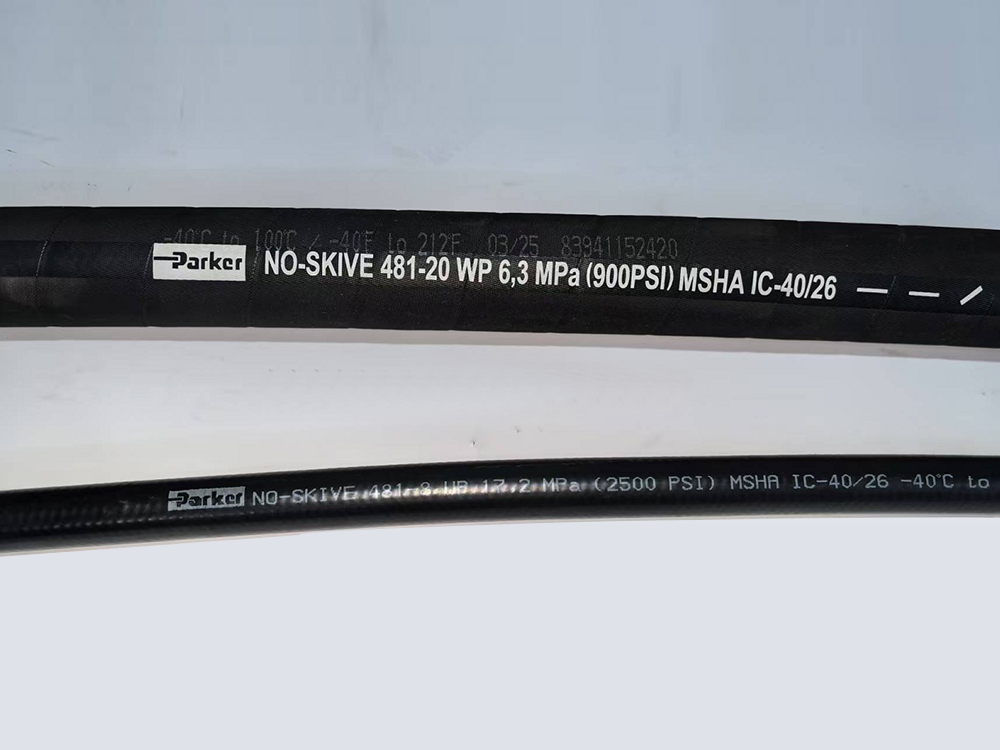 -40°C to 100°C / -40F to 212F 03/25 83941152420
Parker NO-SKIVE 481-20 WP 6,3 MPa (900PSI) MSHA IC-40/26
Parker NO-SKIVE 481-8 WP 17,2 MPa (2500 PSI) MSHA IC-40/26 -40°C to